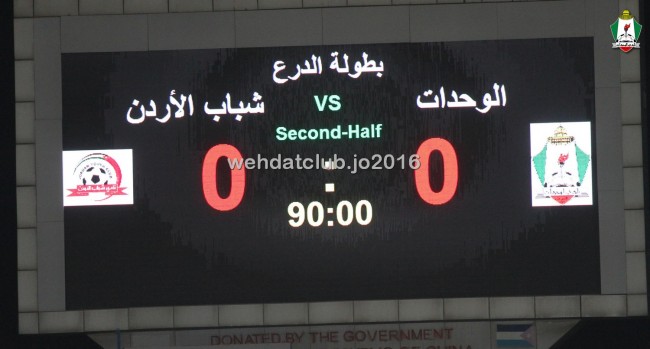 بطولة الدرع
الوحدات VS شباب الأردن
Second-Half
0 : 0
wehdatclub.jo2016
90:00
DONATED BY THE GOVERNMENT